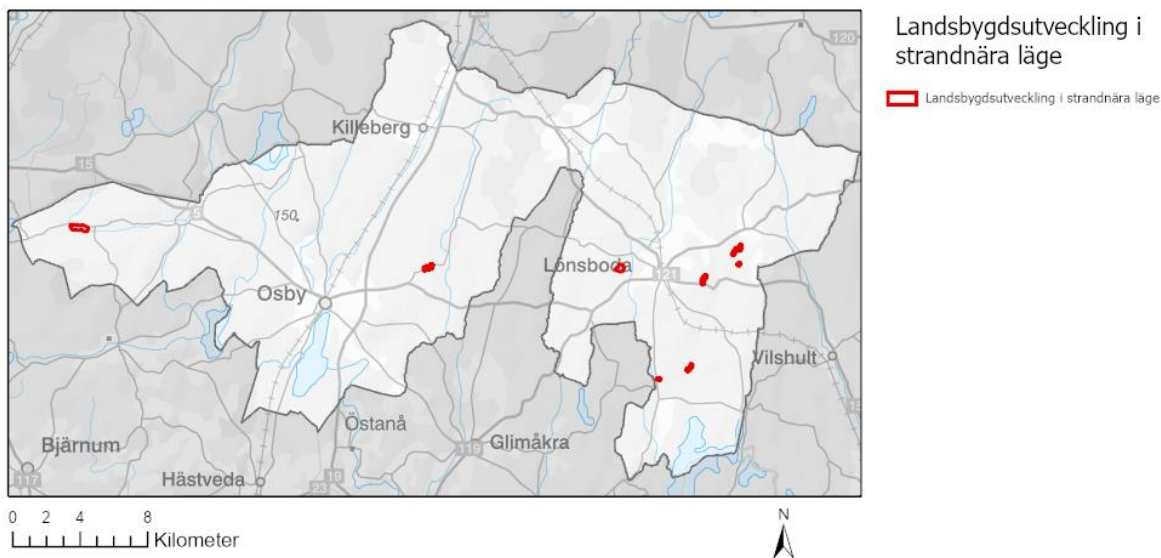 Landsbygdsutveckling i
strandnära läge
Landsbygdsutveckling i strandnära läge
120
Killeberg
15
150
Lönsboda
121
Osby
Vilshult
Östanå
Bjärnum
Glimåkra
119
117
Hästveda
19
23
15
0 2 4 8
Kilometer
N